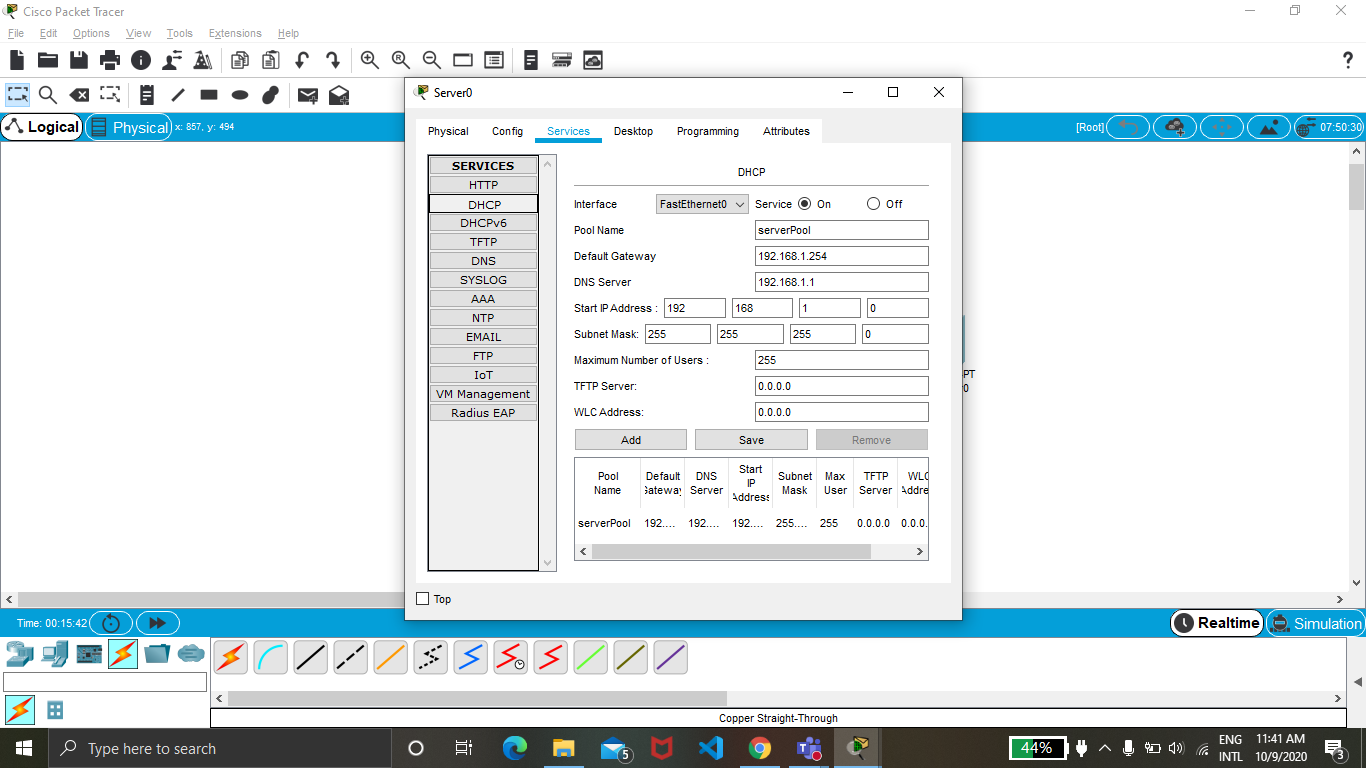 Cisco Packet Tracer
File Edit Options View Tools Extensions Help
?
Logical Physical x: 857, y: 494
[Root] 07:50:30
Server0
Physical Config Services Desktop Programming Attributes
SERVICES
HTTP
DHCP
DHCPv6
TFTP
DNS
SYSLOG
AAA
NTP
EMAIL
FTP
IoT
VM Management
Radius EAP
DHCP
Interface FastEthernet0 Service On Off
Pool Name serverPool
Default Gateway 192.168.1.254
DNS Server 192.168.1.1
Start IP Address : 192 168 1 0
Subnet Mask: 255 255 255 0
Maximum Number of Users : 255
TFTP Server: 0.0.0.0
WLC Address: 0.0.0.0
Add Save Remove
Pool Name Default Gateway DNS Server Start IP Address Subnet Mask Max User TFTP Server WLC Addre
serverPool 192.... 192.... 192.... 255.... 255 0.0.0.0 0.0.0.
Top
PT
0
Time: 00:15:42
Realtime Simulation
Copper Straight-Through
Type here to search
5
44%
ENG
INTL
11:41 AM
10/9/2020
3